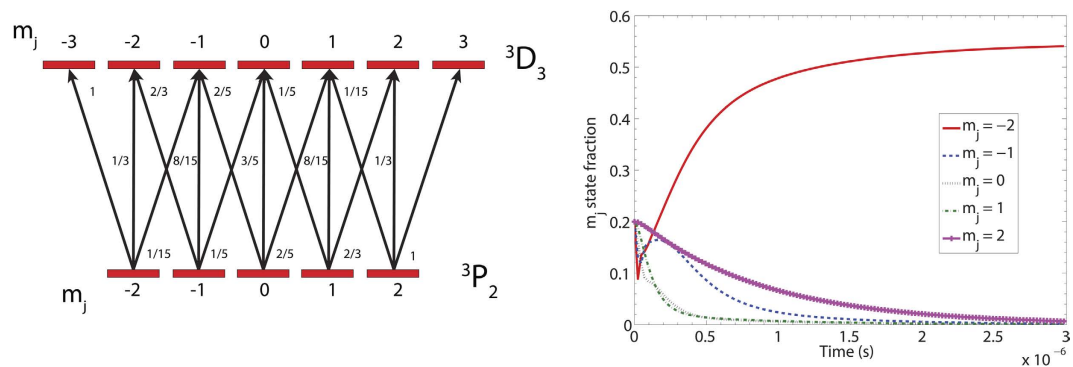 m_j -3 -2 -1 0 1 2 3 ³D₃
1 2/3 2/5 1/5 1/15
1/3 8/15 3/5 8/15 1/3
1/15 1/5 2/5 2/3 1
m_j -2 -1 0 1 2 ³P₂
0.6
0.5
0.4
0.3
0.2
0.1
0
m_j state fraction
m_j = −2
m_j = −1
m_j = 0
m_j = 1
m_j = 2
0 0.5 1 1.5 2 2.5 3
Time (s)
x 10⁻⁶